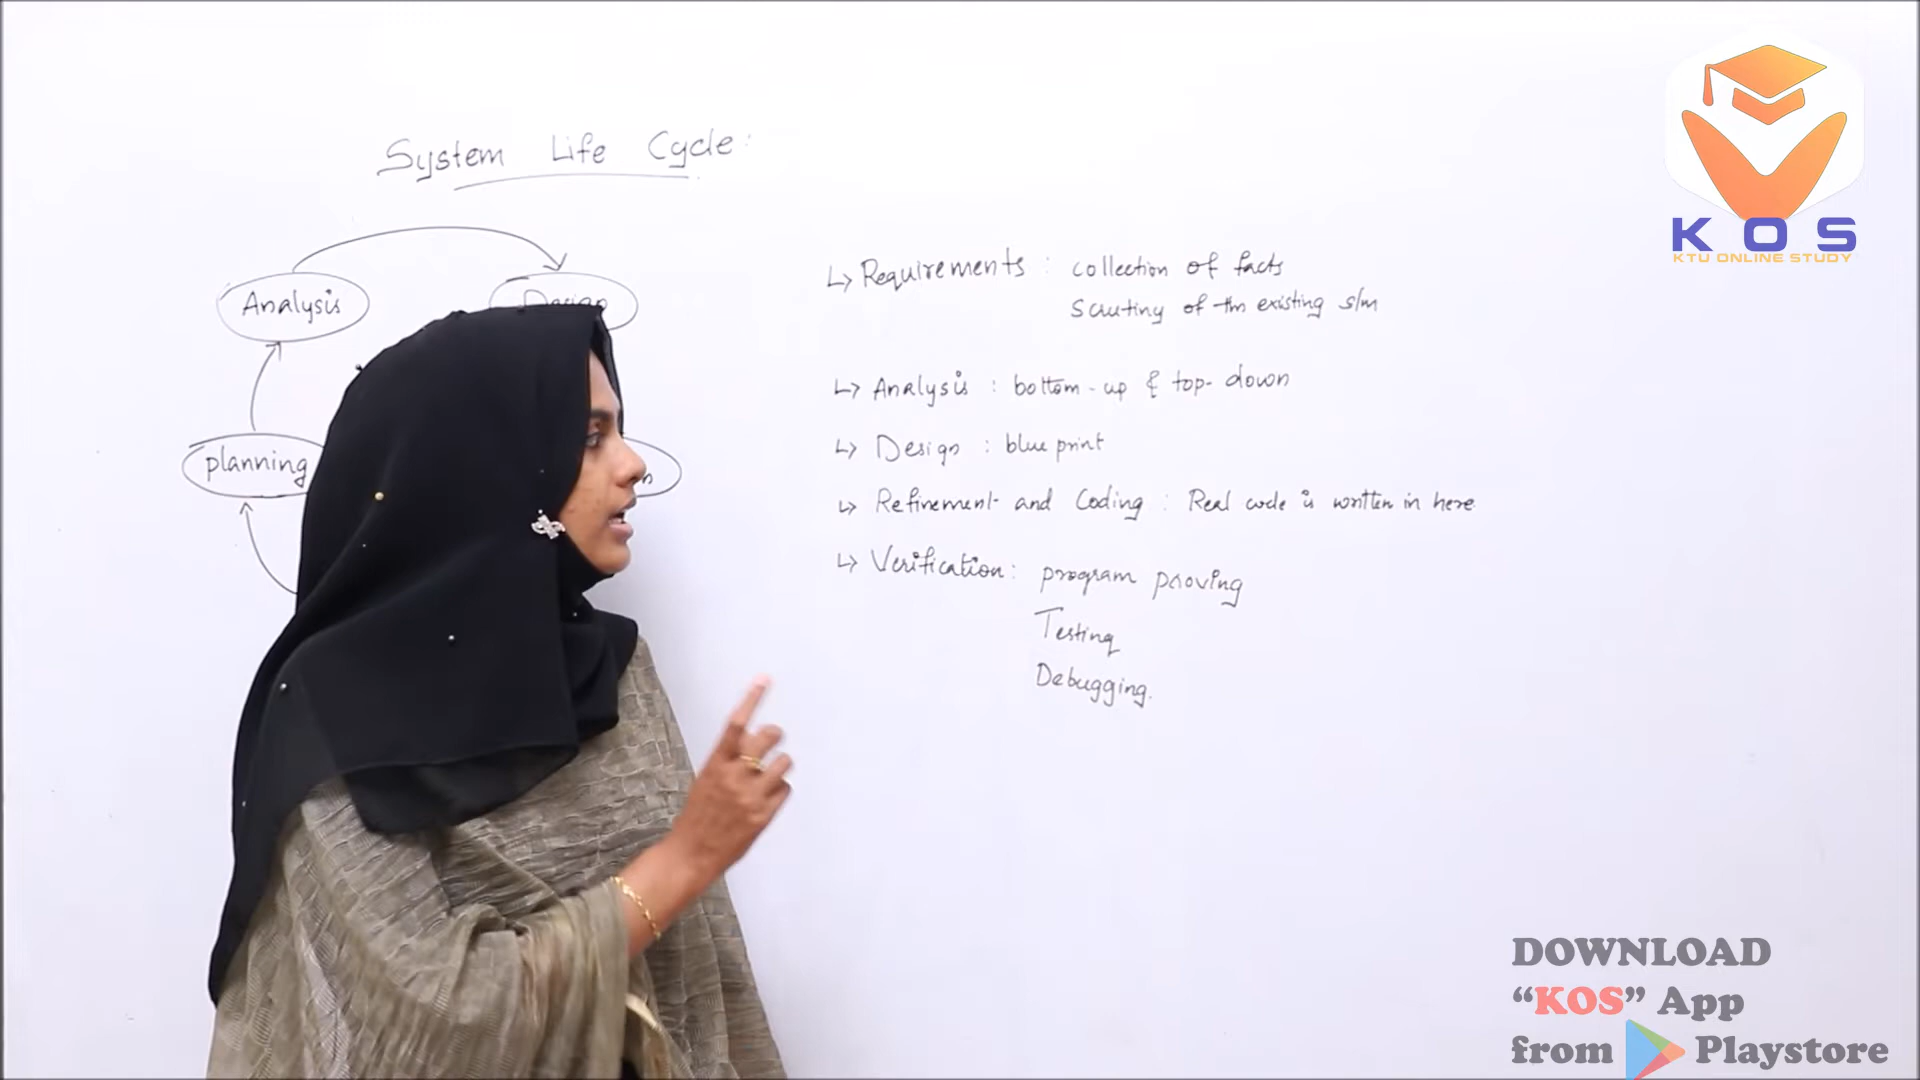 System Life Cycle:
Analysis
Design
planning
↳ Requirements : collection of facts
Scrutiny of the existing s/m
↳ Analysis : bottom-up & top-down
↳ Design : blue print
↳ Refinement and Coding : Real code is written in here
↳ Verification : program proving
Testing
Debugging.
KOS
KTU ONLINE STUDY
DOWNLOAD
“KOS” App
from Playstore